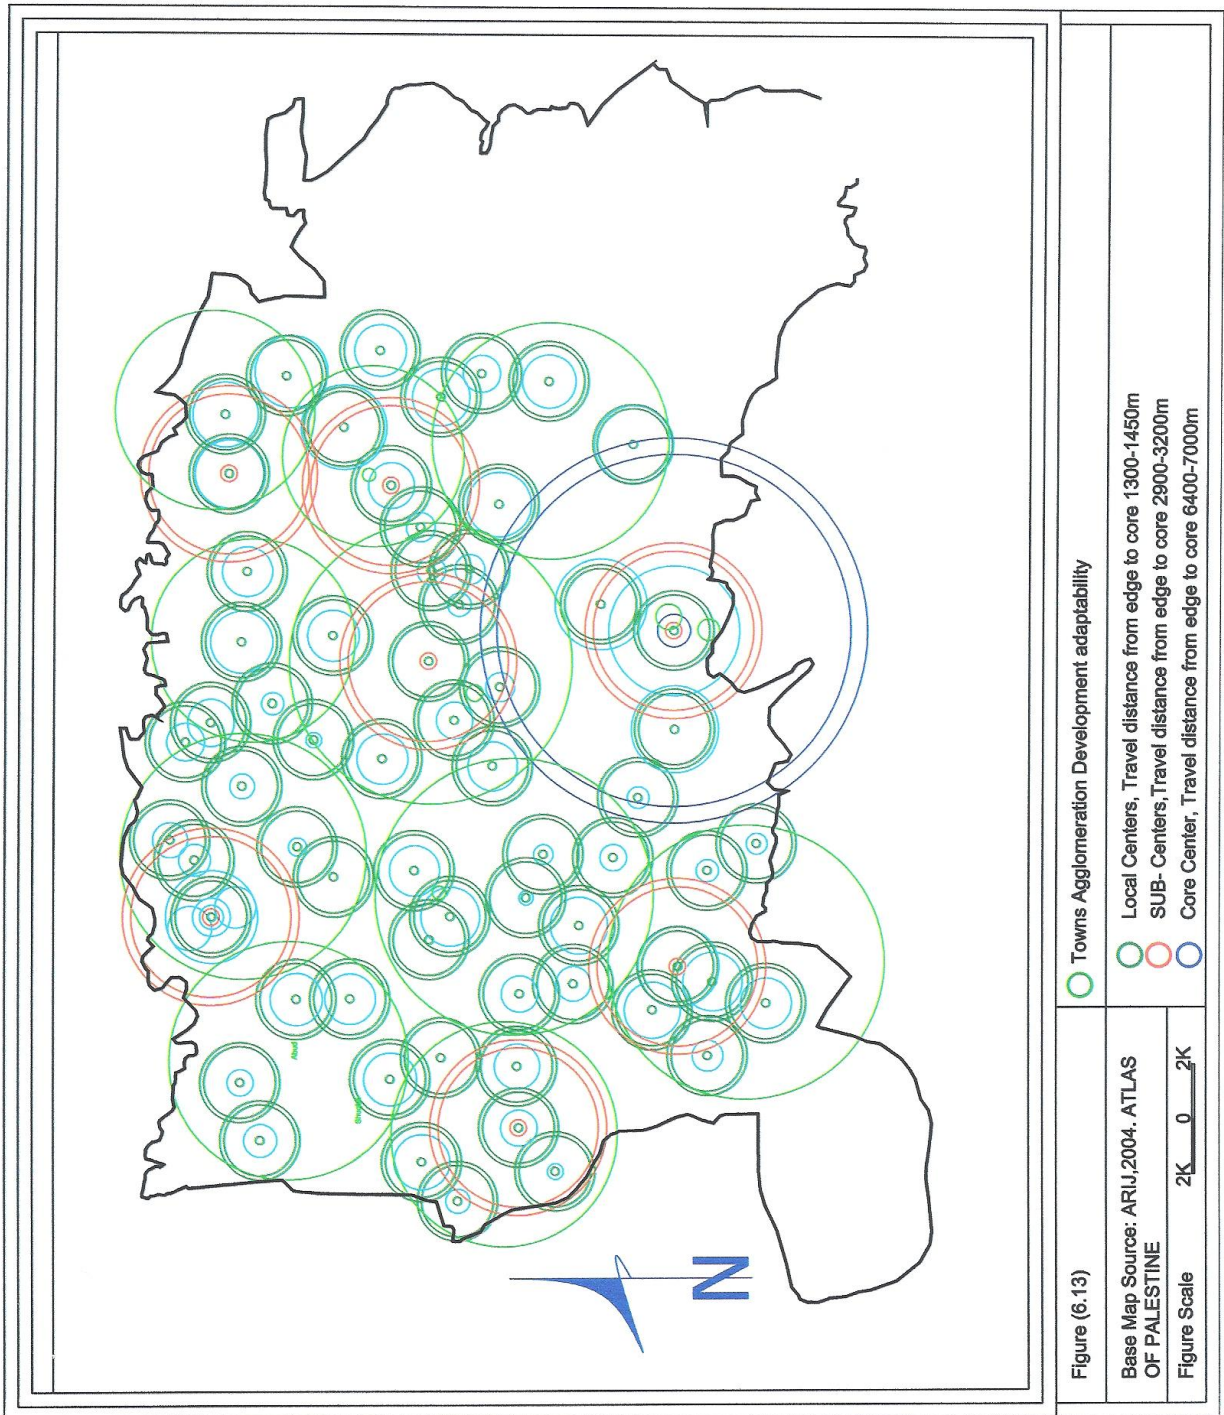 Abud
N
Figure (6.13)
Towns Agglomeration Development adaptability
Base Map Source: ARIJ,2004. ATLAS
OF PALESTINE
Local Centers, Travel distance from edge to core 1300-1450m
SUB- Centers,Travel distance from edge to core 2900-3200m
Core Center, Travel distance from edge to core 6400-7000m
Figure Scale
2K 0 2K